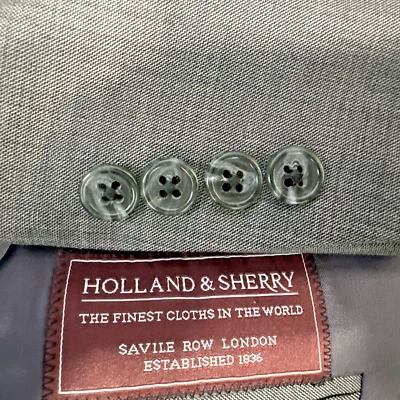 HOLLAND & SHERRY
THE FINEST CLOTHS IN THE WORLD
SAVILE ROW LONDON
ESTABLISHED 1836